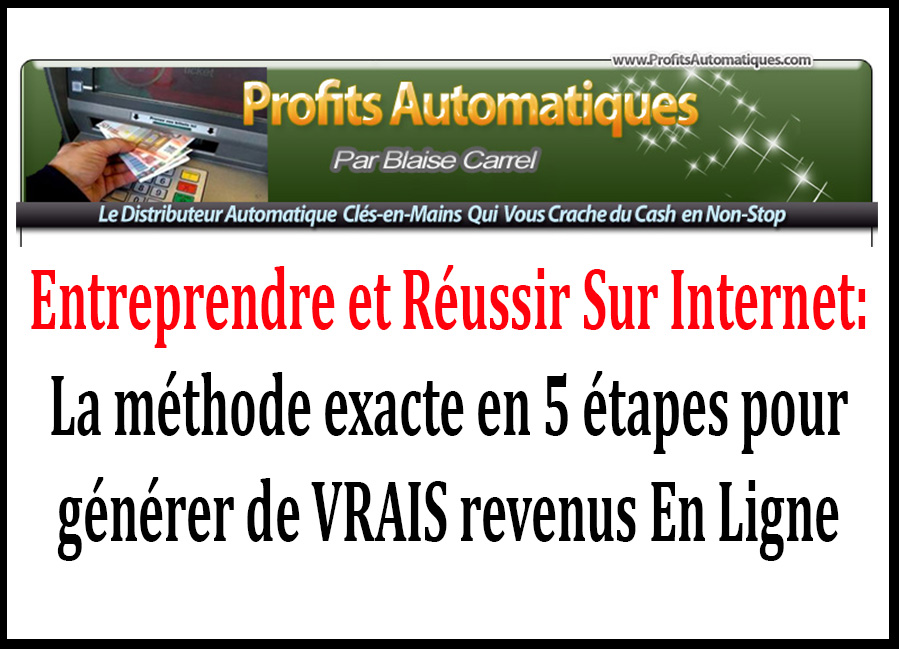 www.ProfitsAutomatiques.com
Profits Automatiques
Par Blaise Carrel
Le Distributeur Automatique Clés-en-Mains Qui Vous Crache du Cash en Non-Stop
Entreprendre et Réussir Sur Internet:
La méthode exacte en 5 étapes pour
générer de VRAIS revenus En Ligne